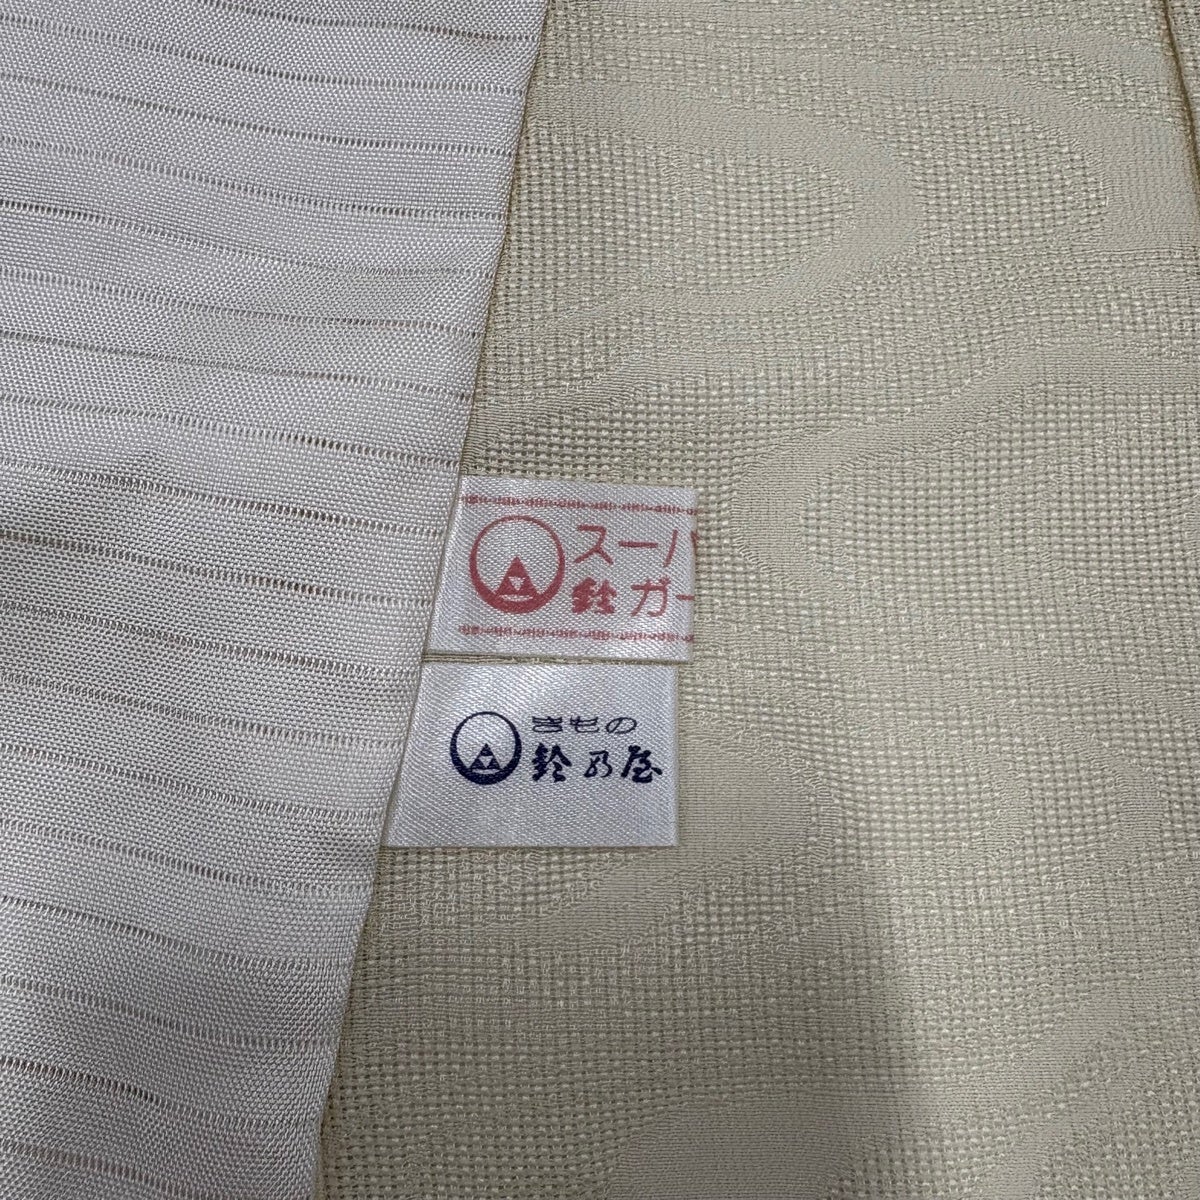 スーパ
鈴ガー
きもの
鈴乃屋